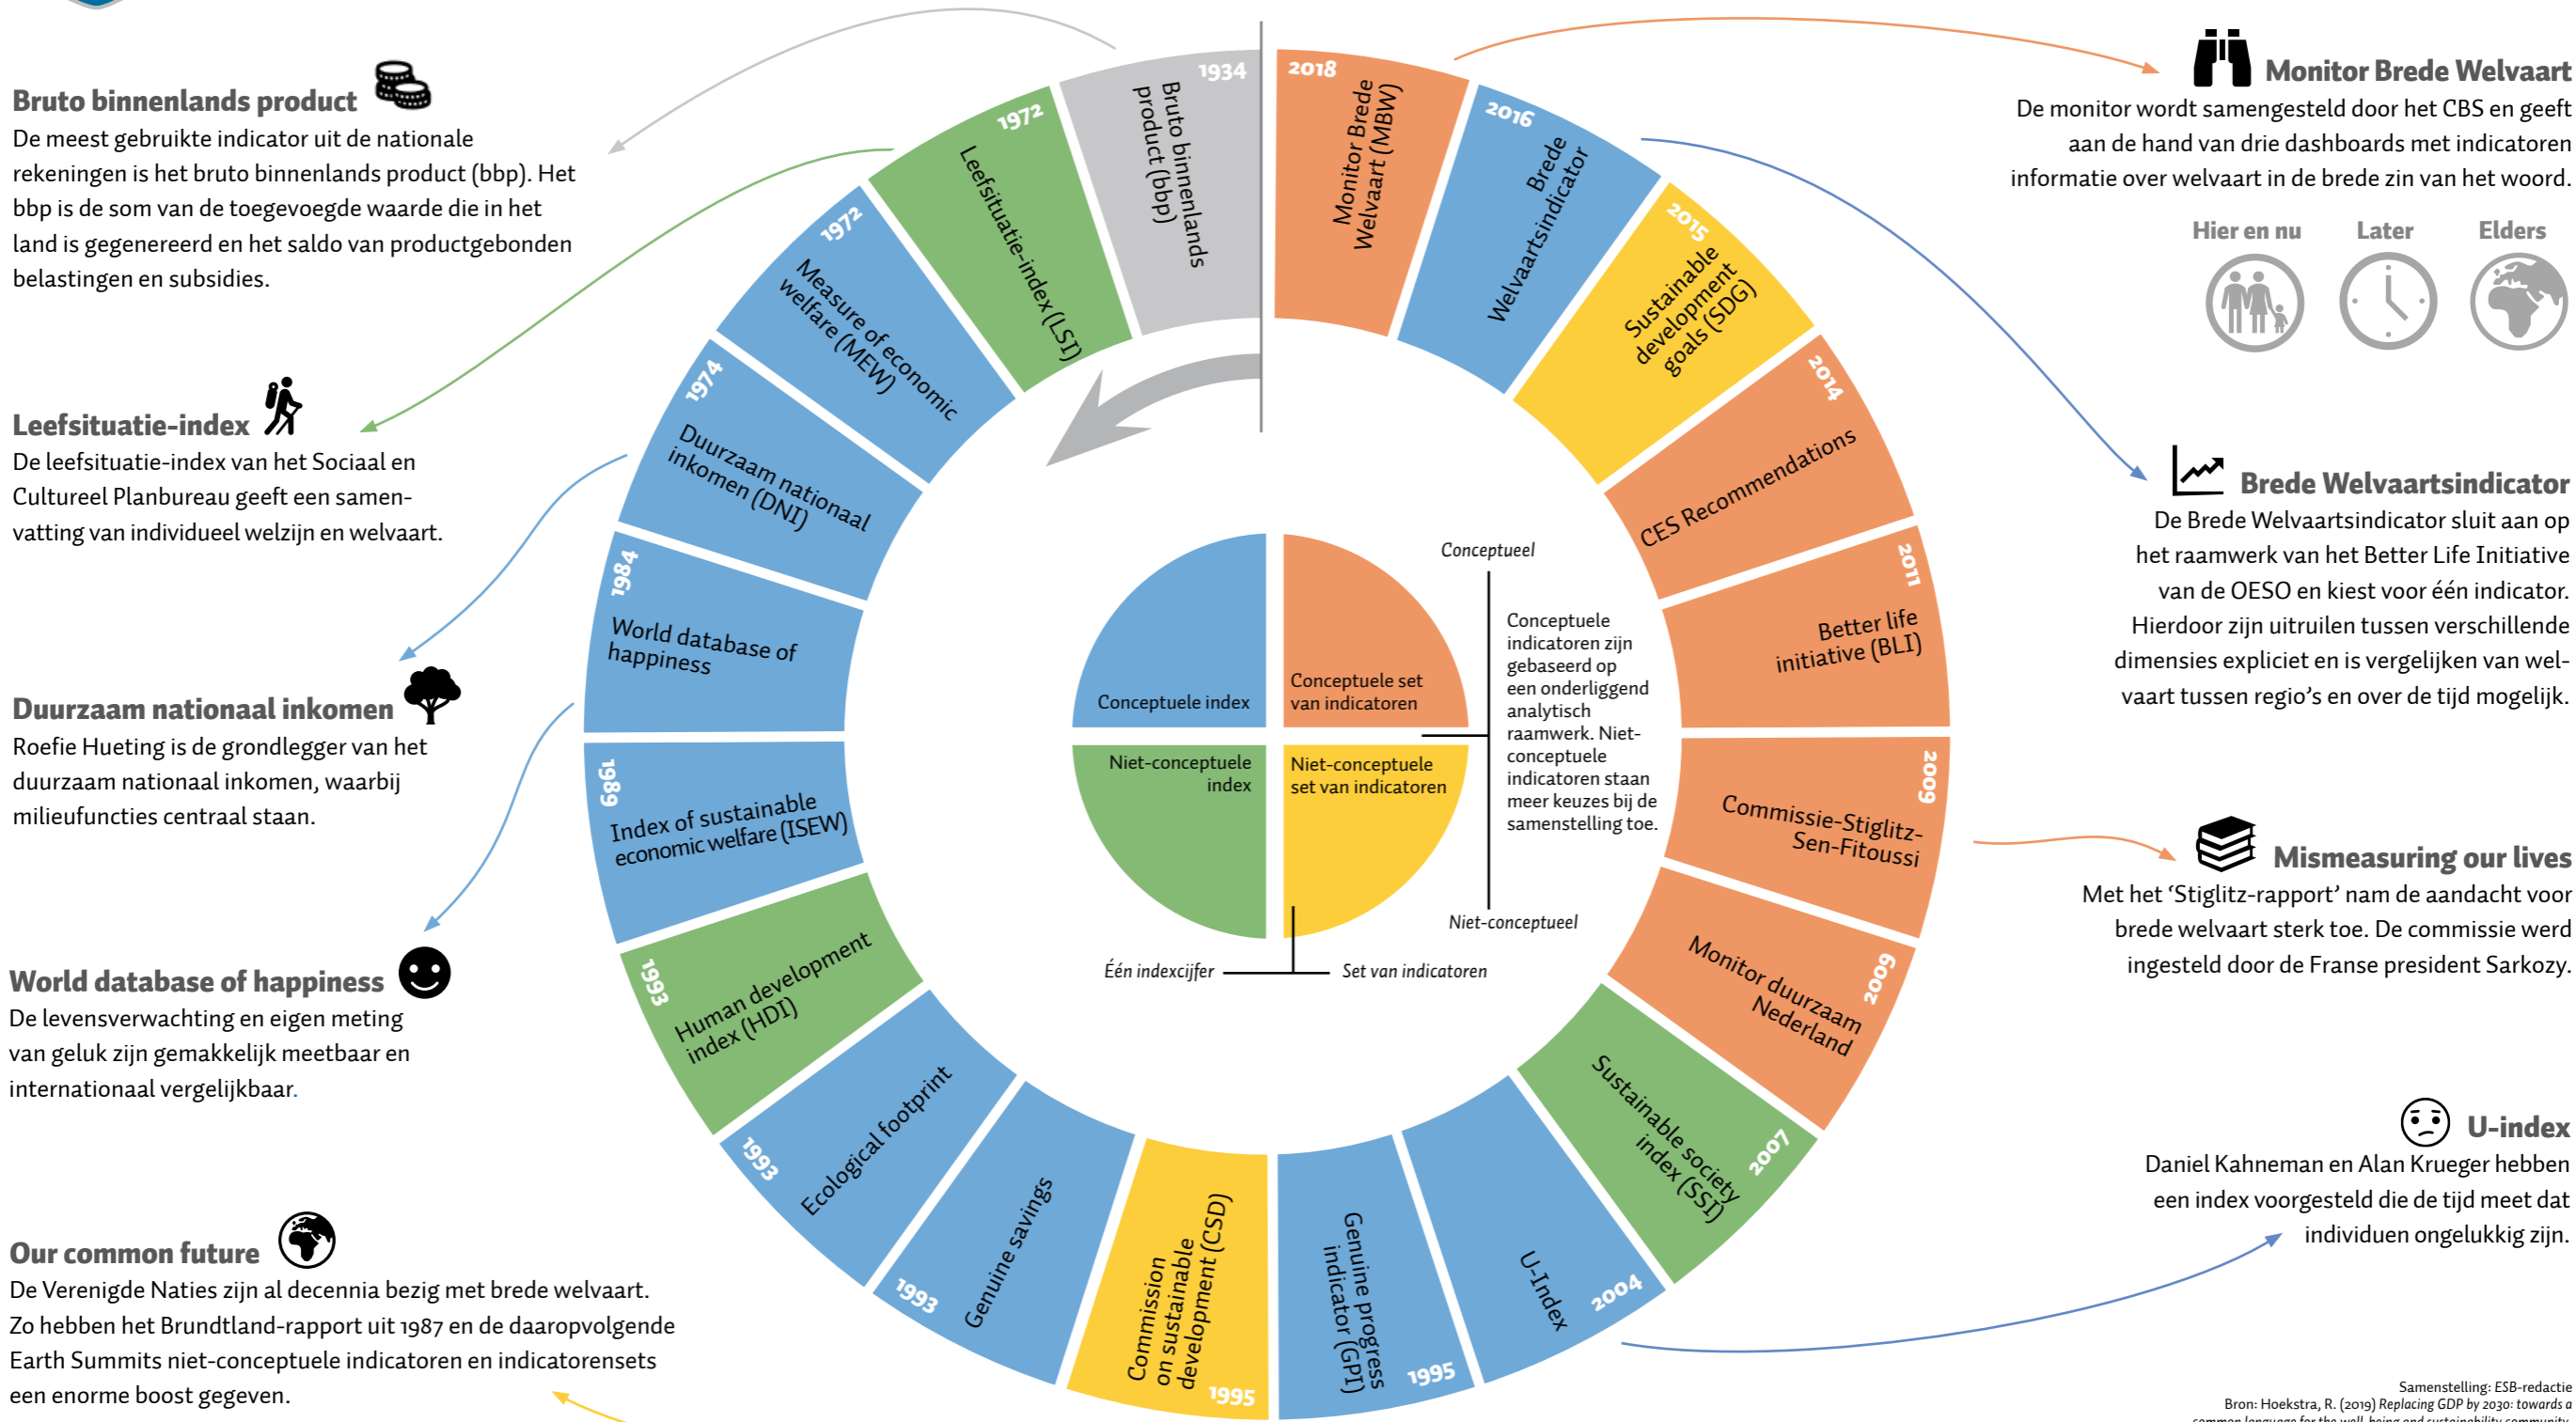 Bruto binnenlands product
De meest gebruikte indicator uit de nationale
rekeningen is het bruto binnenlands product (bbp). Het
bbp is de som van de toegevoegde waarde die in het
land is gegenereerd en het saldo van productgebonden
belastingen en subsidies.
Leefsituatie-index
De leefsituatie-index van het Sociaal en
Cultureel Planbureau geeft een samen-
vatting van individueel welzijn en welvaart.
Duurzaam nationaal inkomen
Roefie Hueting is de grondlegger van het
duurzaam nationaal inkomen, waarbij
milieufuncties centraal staan.
World database of happiness
De levensverwachting en eigen meting
van geluk zijn gemakkelijk meetbaar en
internationaal vergelijkbaar.
Our common future
De Verenigde Naties zijn al decennia bezig met brede welvaart.
Zo hebben het Brundtland-rapport uit 1987 en de daaropvolgende
Earth Summits niet-conceptuele indicatoren en indicatorensets
een enorme boost gegeven.
1934
Bruto binnenlands
product (bbp)
1972
Leefsituatie-index (LSI)
1972
Measure of economic
welfare (MEW)
1974
Duurzaam nationaal
inkomen (DNI)
1984
World database of
happiness
1989
Index of sustainable
economic welfare (ISEW)
1993
Human development
index (HDI)
1993
Ecological footprint
1993
Genuine savings
1995
Commission
on sustainable
development (CSD)
1995
Genuine progress
indicator (GPI)
2004
U-Index
2007
Sustainable society
index (SSI)
2009
Monitor duurzaam
Nederland
2009
Commissie-Stiglitz-
Sen-Fitoussi
2011
Better life
initiative (BLI)
2014
CES Recommendations
2015
Sustainable
development
goals (SDG)
2016
Brede
Welvaartsindicator
2018
Monitor Brede
Welvaart (MBW)
Conceptuele index
Conceptuele set
van indicatoren
Niet-conceptuele
index
Niet-conceptuele
set van indicatoren
Conceptueel
Conceptuele
indicatoren zijn
gebaseerd op
een onderliggend
analytisch
raamwerk. Niet-
conceptuele
indicatoren staan
meer keuzes bij de
samenstelling toe.
Niet-conceptueel
Één indexcijfer
Set van indicatoren
Monitor Brede Welvaart
De monitor wordt samengesteld door het CBS en geeft
aan de hand van drie dashboards met indicatoren
informatie over welvaart in de brede zin van het woord.
Hier en nu Later Elders
Brede Welvaartsindicator
De Brede Welvaartsindicator sluit aan op
het raamwerk van het Better Life Initiative
van de OESO en kiest voor één indicator.
Hierdoor zijn uitruilen tussen verschillende
dimensies expliciet en is vergelijken van wel-
vaart tussen regio's en over de tijd mogelijk.
Mismeasuring our lives
Met het ‘Stiglitz-rapport’ nam de aandacht voor
brede welvaart sterk toe. De commissie werd
ingesteld door de Franse president Sarkozy.
U-index
Daniel Kahneman en Alan Krueger hebben
een index voorgesteld die de tijd meet dat
individuen ongelukkig zijn.
Samenstelling: ESB-redactie
Bron: Hoekstra, R. (2019) Replacing GDP by 2030: towards a
common language for the well-being and sustainability community.